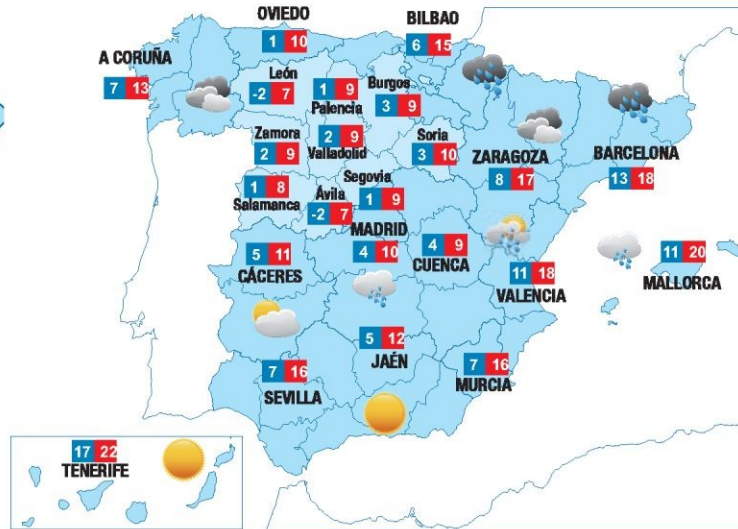 OVIEDO
1 10
BILBAO
6 15
A CORUÑA
7 13
León
-2 7
1 9
Palencia
Burgos
3 9
Zamora
2 9
2 9
Valladolid
Soria
3 10
ZARAGOZA
8 17
BARCELONA
13 18
1 8
Salamanca
Ávila
-2 7
Segovia
1 9
MADRID
4 10
4 9
CUENCA
5 11
CÁCERES
11 18
VALENCIA
11 20
MALLORCA
5 12
JAÉN
7 16
SEVILLA
7 16
MURCIA
17 22
TENERIFE